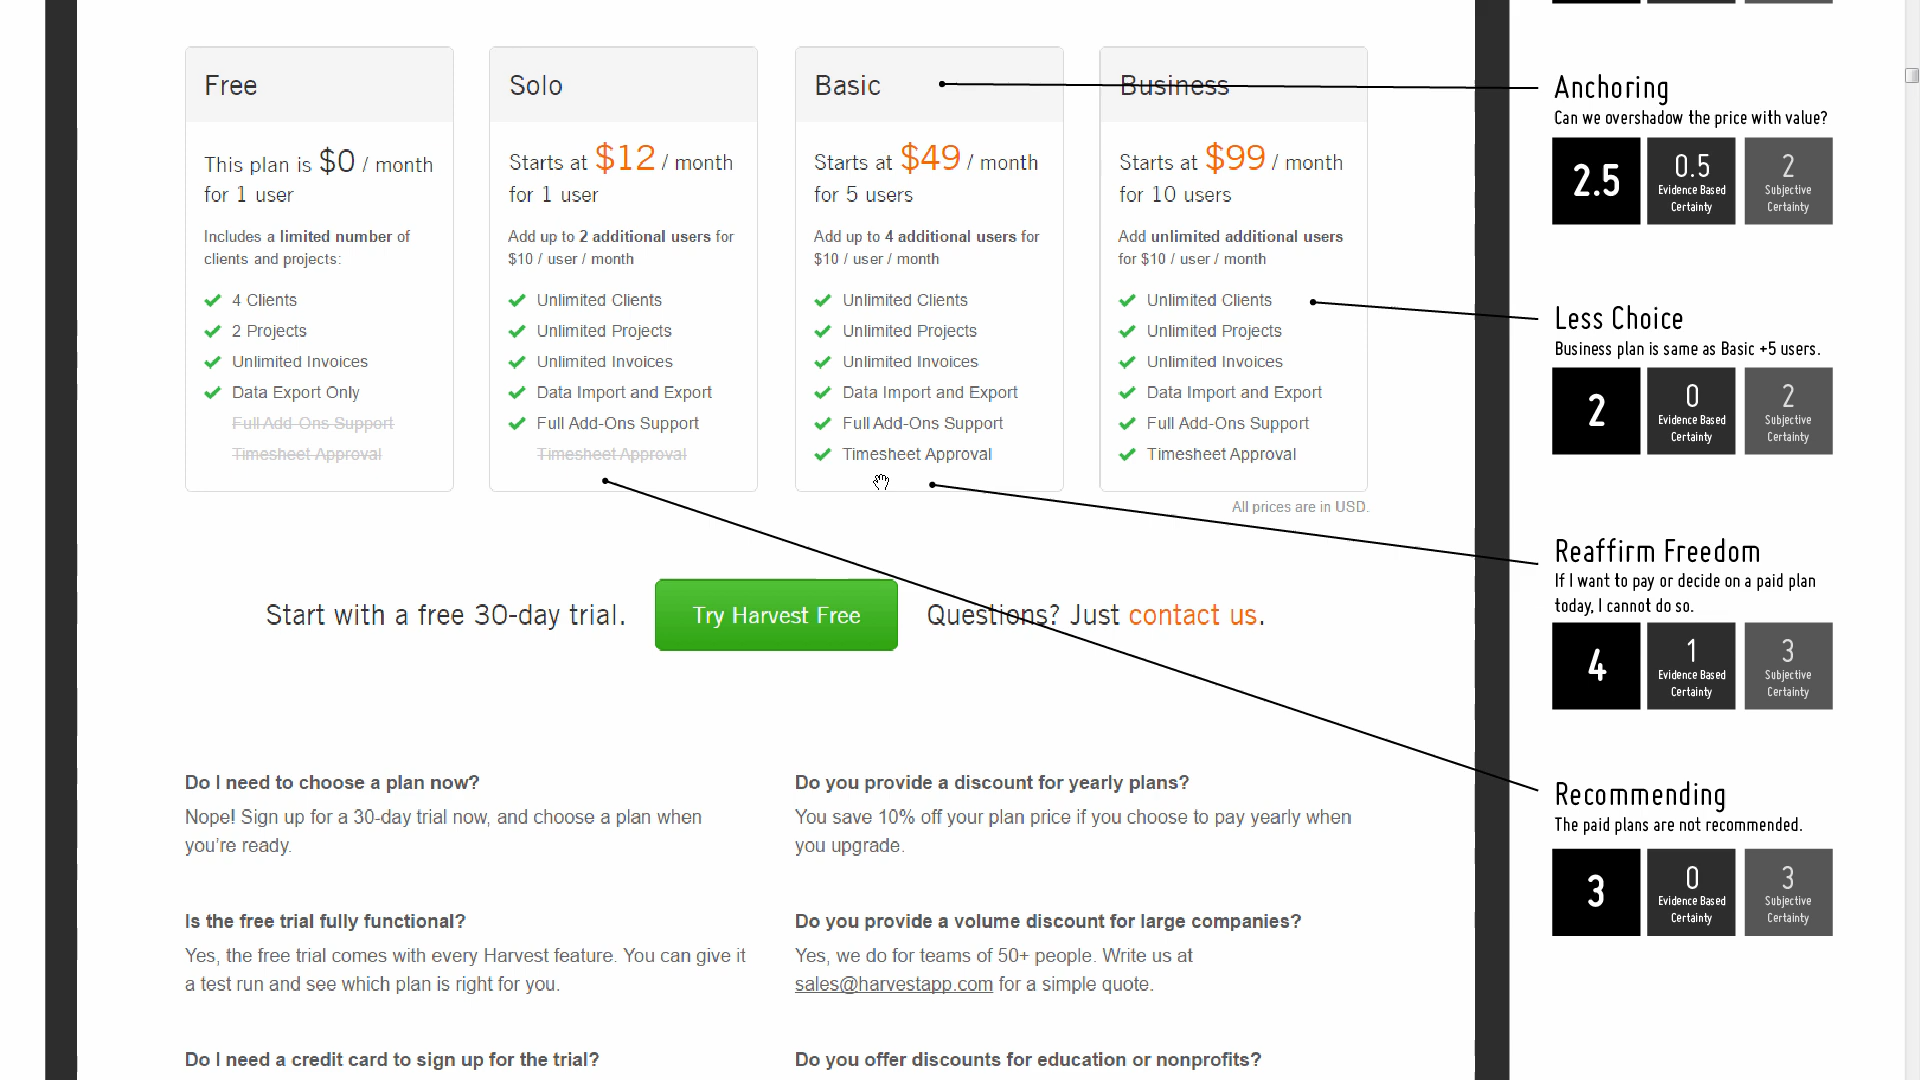 Free
This plan is $0 / month
for 1 user
Includes a limited number of
clients and projects:
4 Clients
2 Projects
Unlimited Invoices
Data Export Only
Full Add-Ons Support
Timesheet Approval
Solo
Starts at $12 / month
for 1 user
Add up to 2 additional users for
$10 / user / month
Unlimited Clients
Unlimited Projects
Unlimited Invoices
Data Import and Export
Full Add-Ons Support
Timesheet Approval
Basic
Starts at $49 / month
for 5 users
Add up to 4 additional users for
$10 / user / month
Unlimited Clients
Unlimited Projects
Unlimited Invoices
Data Import and Export
Full Add-Ons Support
Timesheet Approval
Business
Starts at $99 / month
for 10 users
Add unlimited additional users
for $10 / user / month
Unlimited Clients
Unlimited Projects
Unlimited Invoices
Data Import and Export
Full Add-Ons Support
Timesheet Approval
All prices are in USD.
Start with a free 30-day trial.
Try Harvest Free
Questions? Just contact us.
Do I need to choose a plan now?
Nope! Sign up for a 30-day trial now, and choose a plan when
you're ready.
Do you provide a discount for yearly plans?
You save 10% off your plan price if you choose to pay yearly when
you upgrade.
Is the free trial fully functional?
Yes, the free trial comes with every Harvest feature. You can give it
a test run and see which plan is right for you.
Do you provide a volume discount for large companies?
Yes, we do for teams of 50+ people. Write us at
sales@harvestapp.com for a simple quote.
Do I need a credit card to sign up for the trial?
Do you offer discounts for education or nonprofits?
Anchoring
Can we overshadow the price with value?
2.5
0.5
Evidence Based
Certainty
2
Subjective
Certainty
Less Choice
Business plan is same as Basic +5 users.
2
0
Evidence Based
Certainty
2
Subjective
Certainty
Reaffirm Freedom
If I want to pay or decide on a paid plan
today, I cannot do so.
4
1
Evidence Based
Certainty
3
Subjective
Certainty
Recommending
The paid plans are not recommended.
3
0
Evidence Based
Certainty
3
Subjective
Certainty